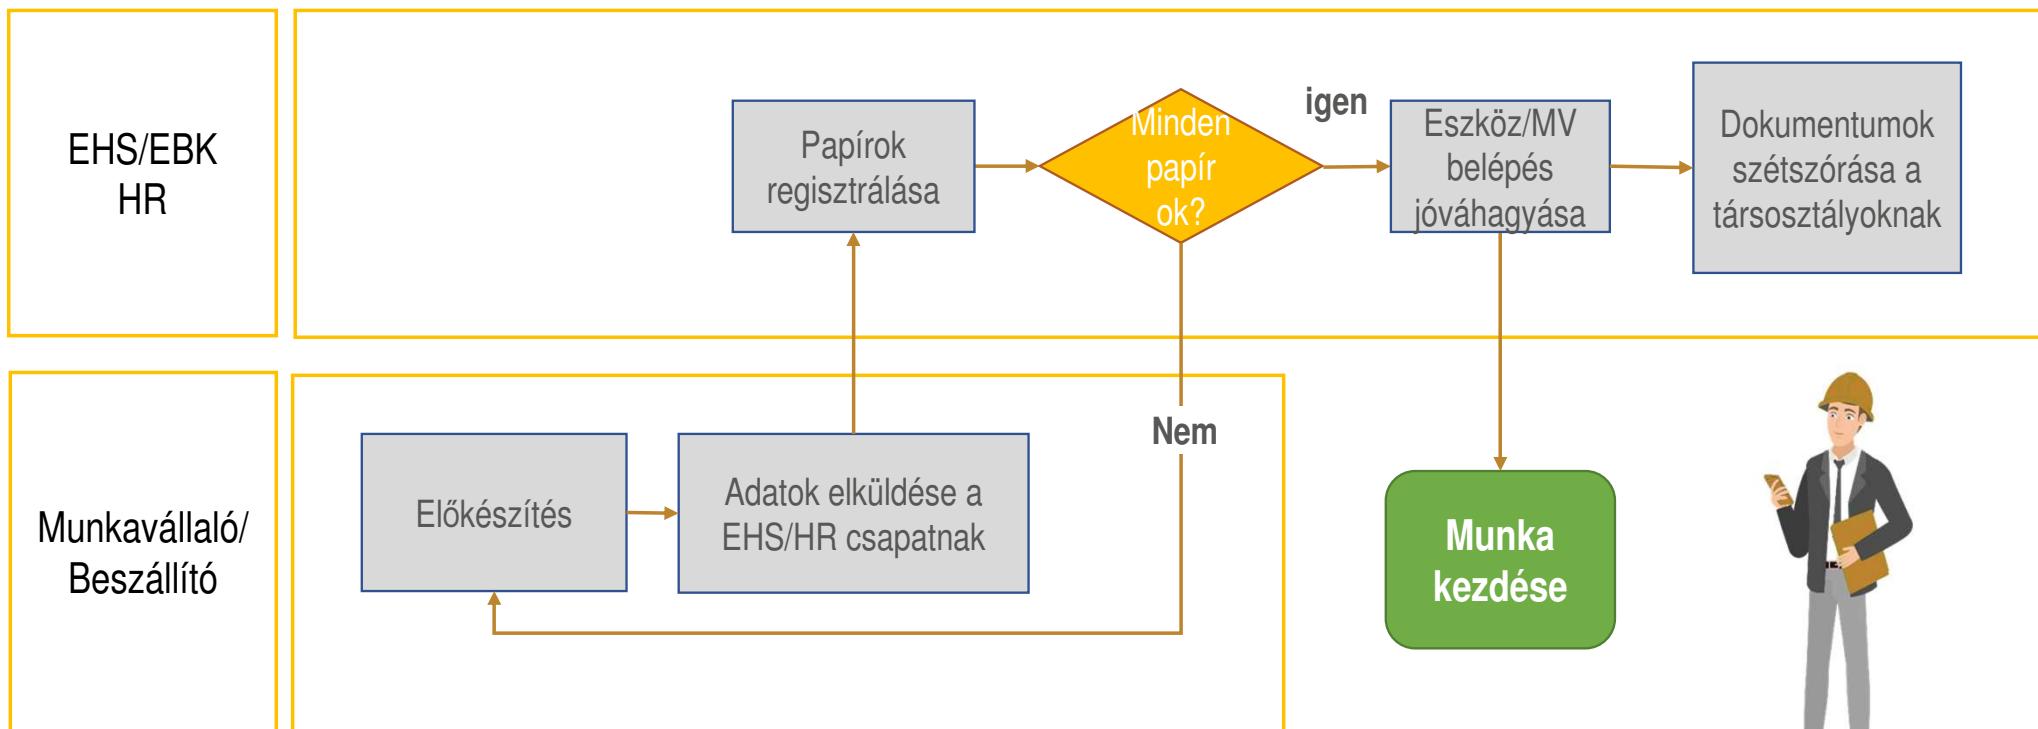 EHS/EBK
HR
Papírok
regisztrálása
Minden
papír
ok?
igen
Eszköz/MV
belépés
jóváhagyása
Dokumentumok
szétszórása a
társosztályoknak
Munkavállaló/
Beszállító
Előkészítés
Adatok elküldése a
EHS/HR csapatnak
Nem
Munka
kezdése